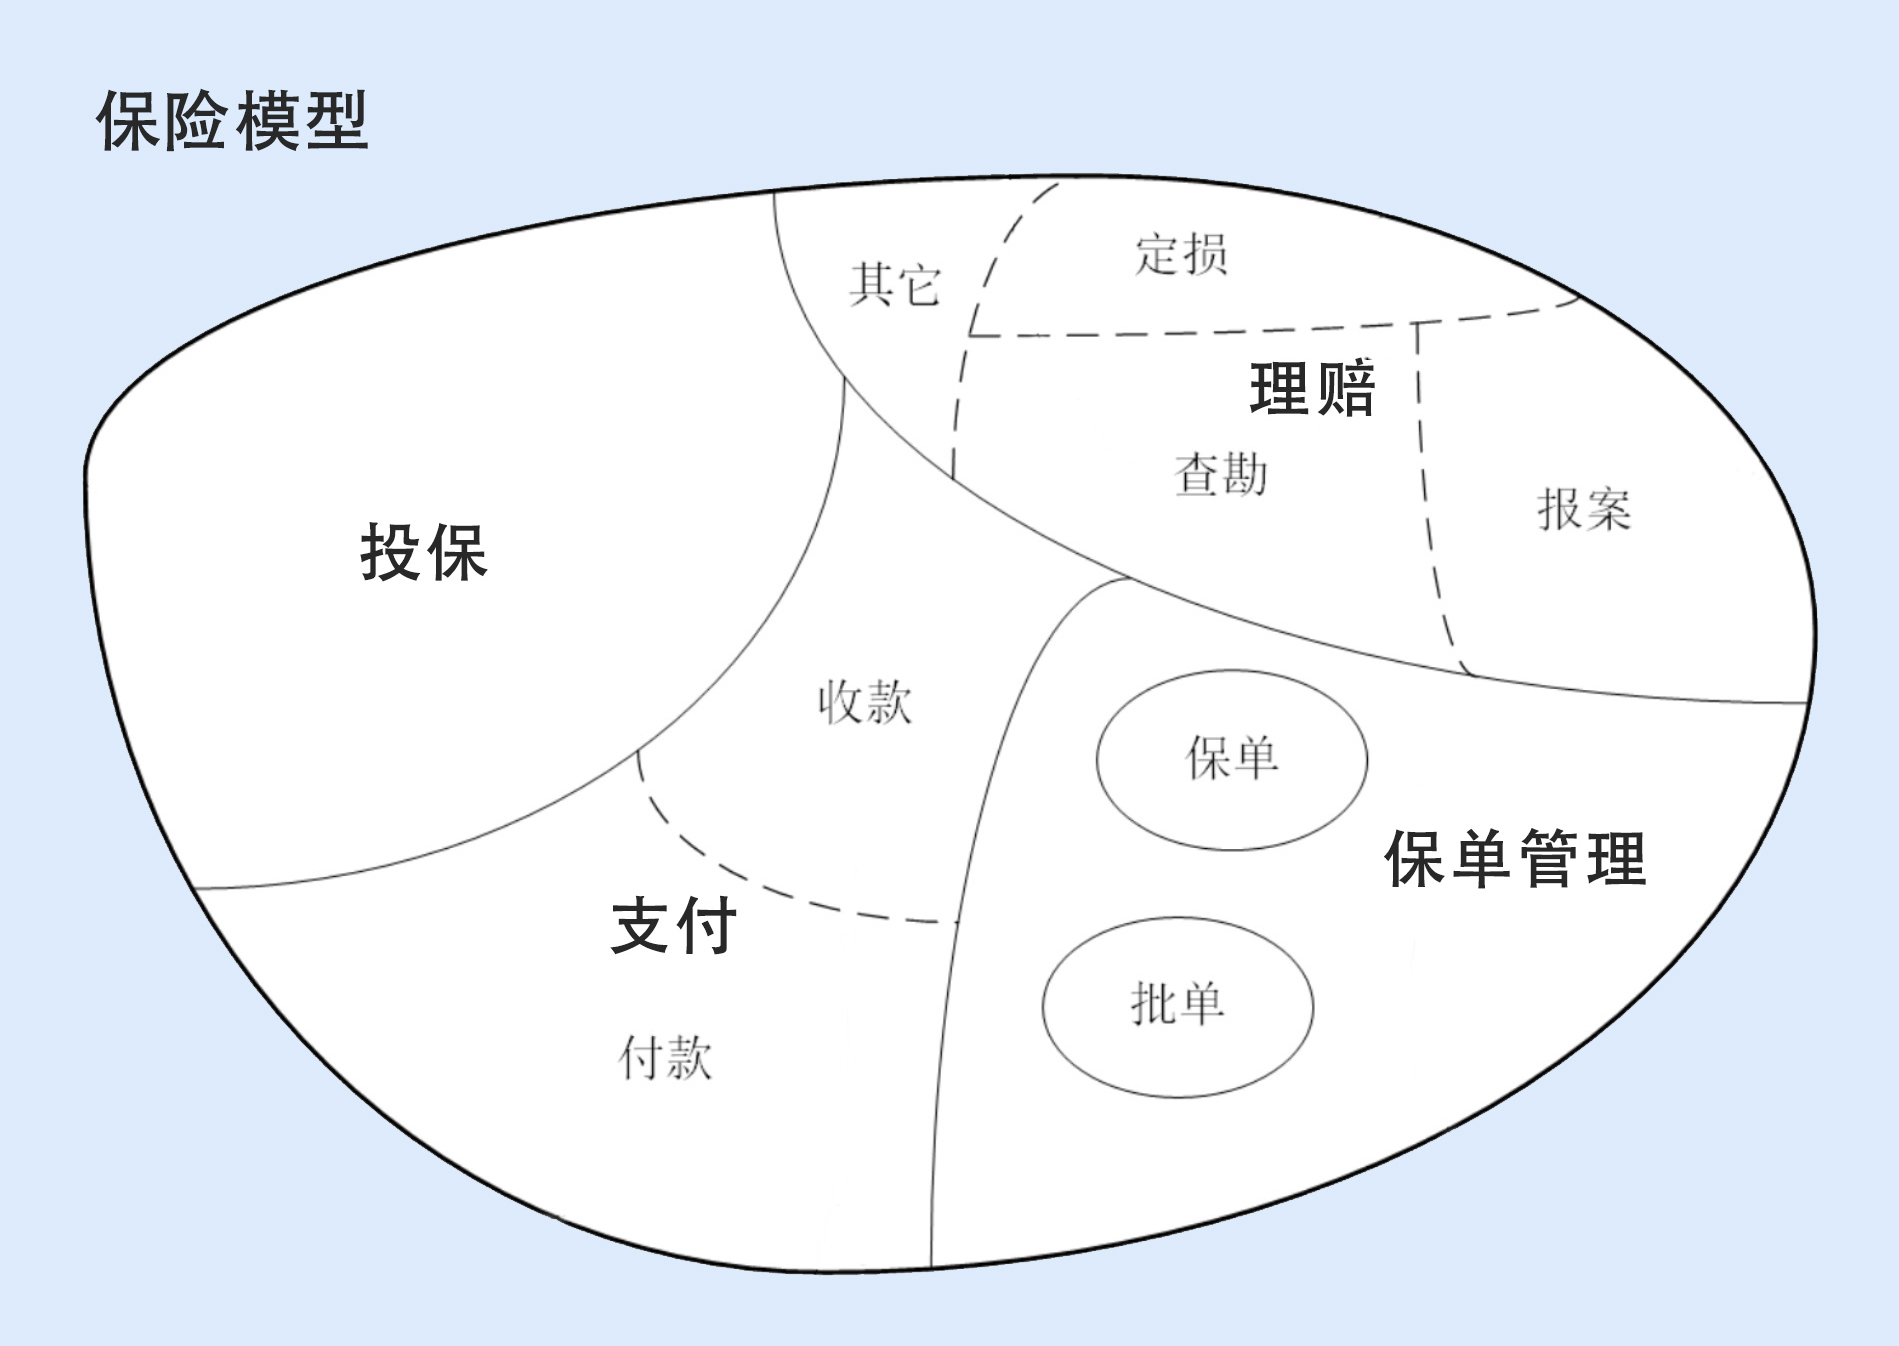 保险模型
其它
定损
理赔
查勘
报案
投保
收款
保单
保单管理
支付
批单
付款